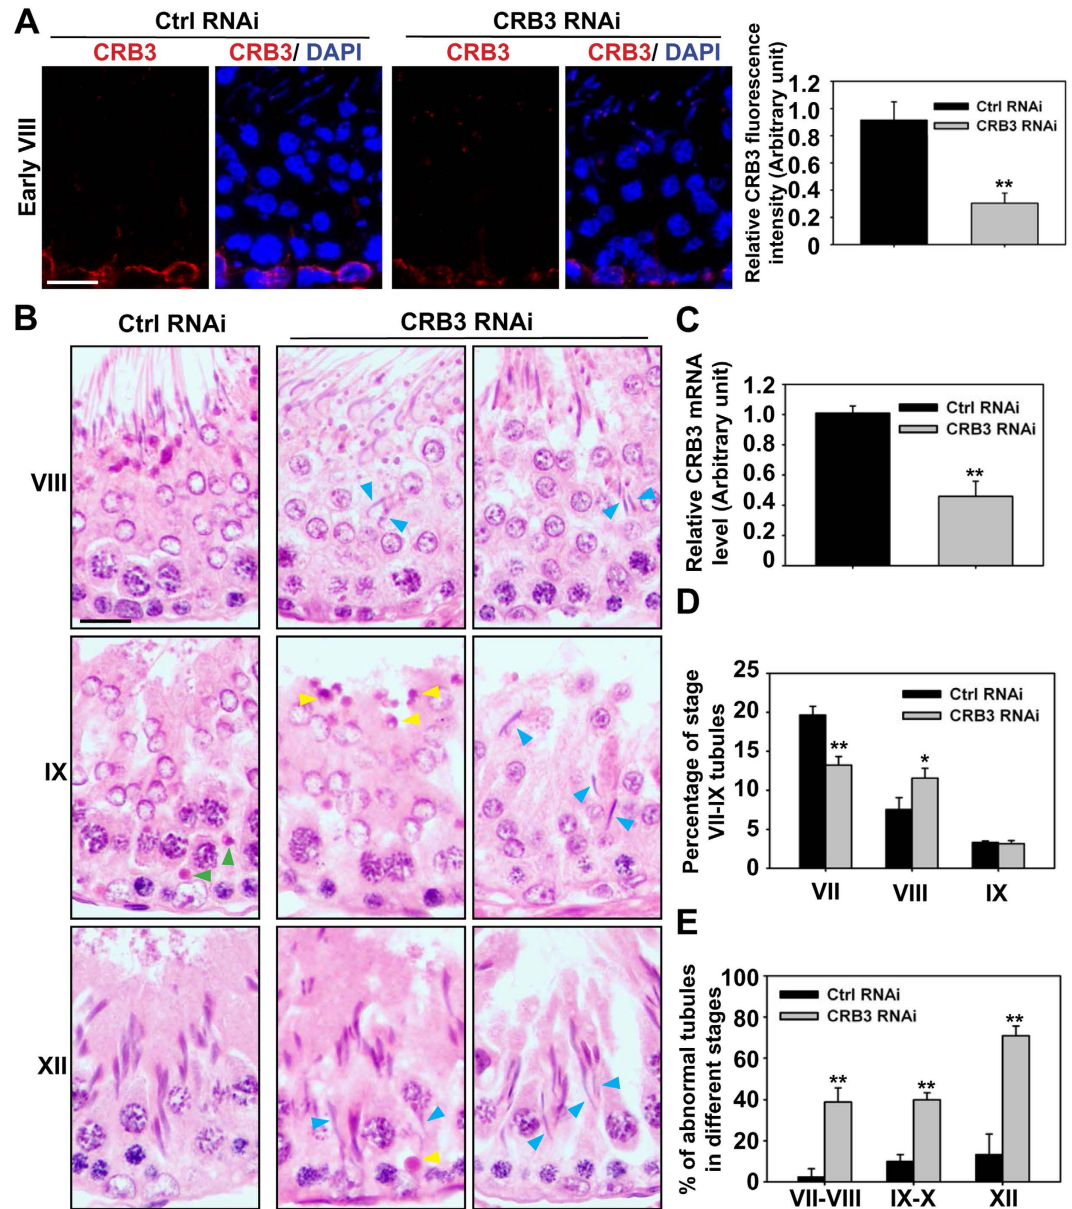 A
Ctrl RNAi
CRB3 RNAi
CRB3
CRB3/ DAPI
CRB3
CRB3/ DAPI
Early VIII
Relative CRB3 fluorescence
intensity (Arbitrary unit)
1.2
1.0
0.8
0.6
0.4
0.2
0
Ctrl RNAi
CRB3 RNAi
**
B
Ctrl RNAi
CRB3 RNAi
VIII
IX
XII
C
Relative CRB3 mRNA
level (Arbitrary unit)
1.2
1.0
0.8
0.6
0.4
0.2
0
Ctrl RNAi
CRB3 RNAi
**
D
Percentage of stage
VII-IX tubules
25
20
15
10
5
0
Ctrl RNAi
CRB3 RNAi
**
*
VII
VIII
IX
E
% of abnormal tubules
in different stages
100
80
60
40
20
0
Ctrl RNAi
CRB3 RNAi
**
**
**
VII-VIII
IX-X
XII